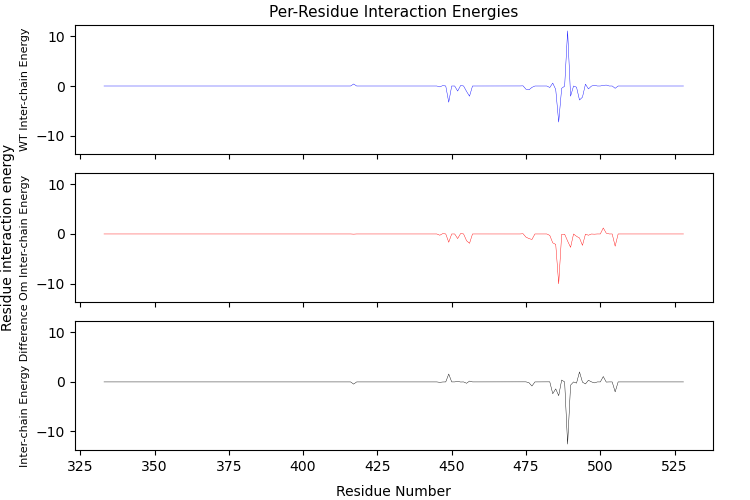 Per-Residue Interaction Energies
Residue interaction energy
WT Inter-chain Energy
10
0
−10
Om Inter-chain Energy
10
0
−10
Inter-chain Energy Difference
10
0
−10
325 350 375 400 425 450 475 500 525
Residue Number